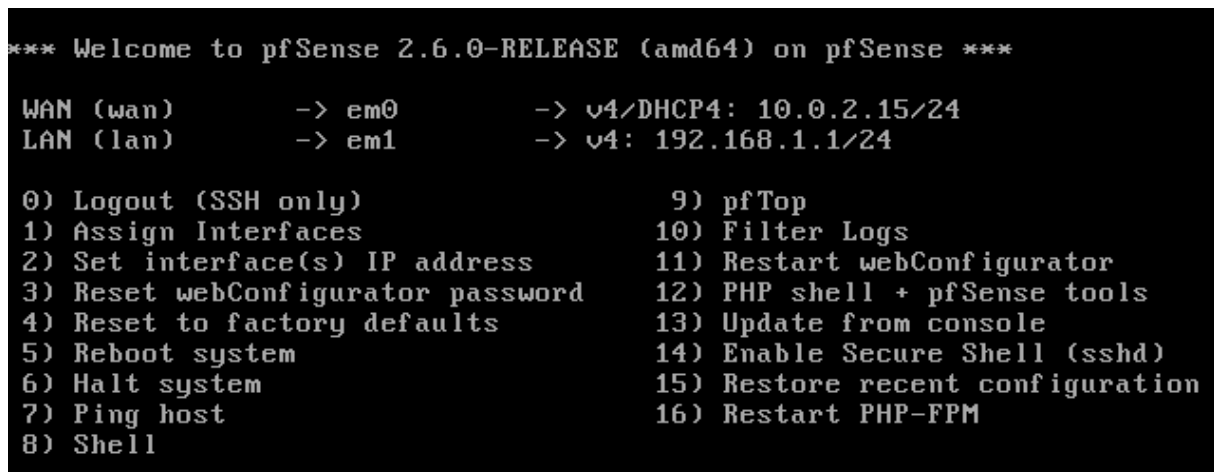 *** Welcome to pfSense 2.6.0-RELEASE (amd64) on pfSense ***
WAN (wan) -> em0 -> v4/DHCP4: 10.0.2.15/24
LAN (lan) -> em1 -> v4: 192.168.1.1/24
0) Logout (SSH only) 9) pfTop
1) Assign Interfaces 10) Filter Logs
2) Set interface(s) IP address 11) Restart webConfigurator
3) Reset webConfigurator password 12) PHP shell + pfSense tools
4) Reset to factory defaults 13) Update from console
5) Reboot system 14) Enable Secure Shell (sshd)
6) Halt system 15) Restore recent configuration
7) Ping host 16) Restart PHP-FPM
8) Shell